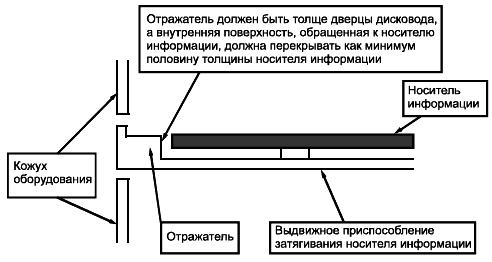 Отражатель должен быть толще дверцы дисковода,
а внутренняя поверхность, обращенная к носителю
информации, должна перекрывать как минимум
половину толщины носителя информации
Носитель
информации
Кожух
оборудования
Отражатель
Выдвижное приспособление
затягивания носителя информации